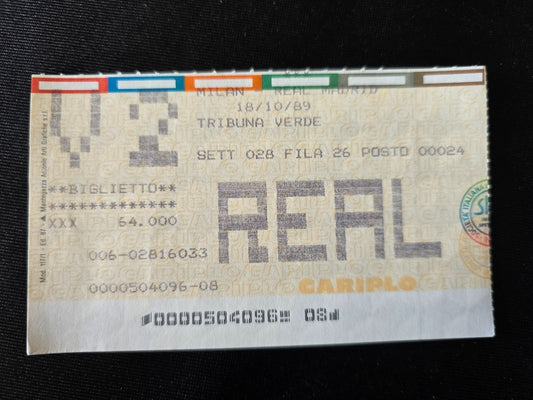 V2
MILAN - REAL MADRID
18/10/89
TRIBUNA VERDE
SETT 028 FILA 26 POSTO 00024
**BIGLIETTO**
*************
XXX 64.000
REAL
006-02816033
0000504096-08
CARIPLO
0000504096 08